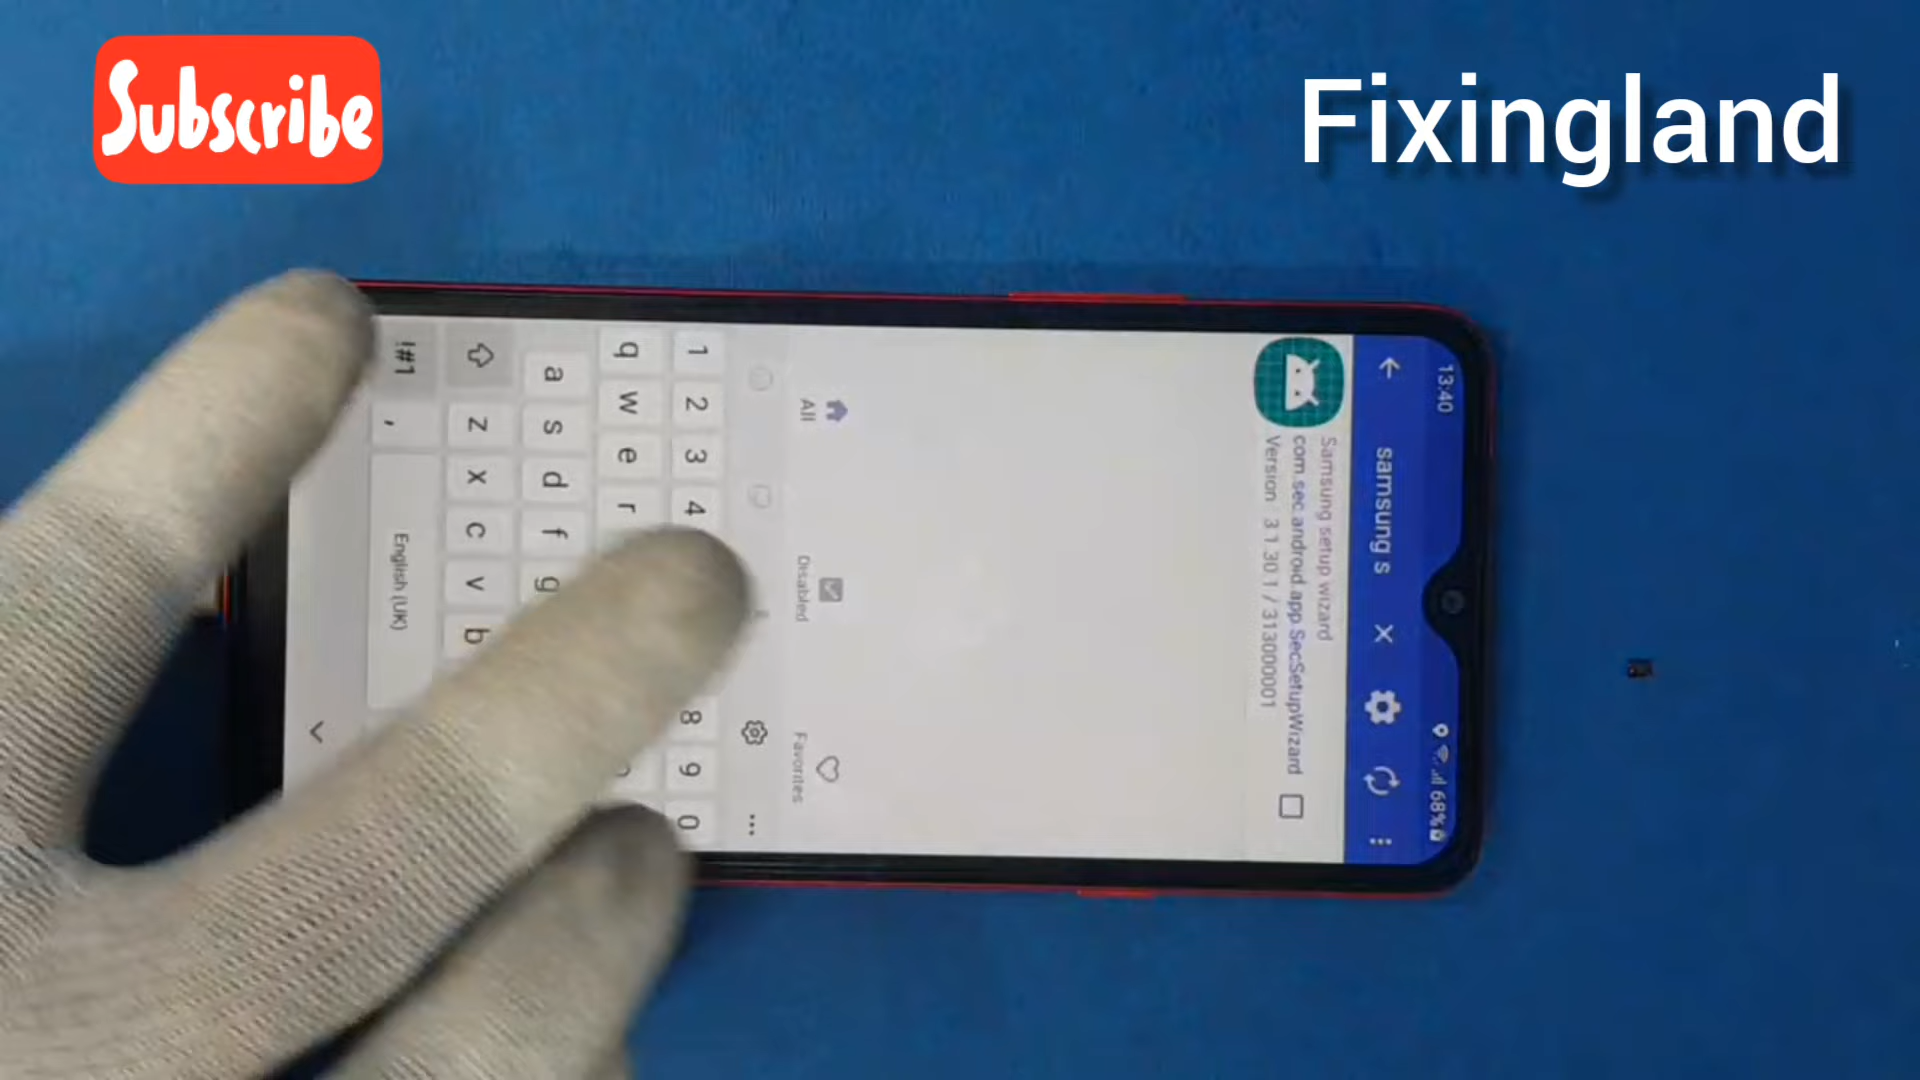 Subscribe
Fixingland
13:40
68%
samsung s
Samsung setup wizard
com.sec.android.app.SecSetupWizard
Version 3.1.30.1 / 313000001
All
Disabled
Favorites
1 2 3 4 8 9 0
q w e r
a s d f g
z x c v b
!#1 , English (UK)